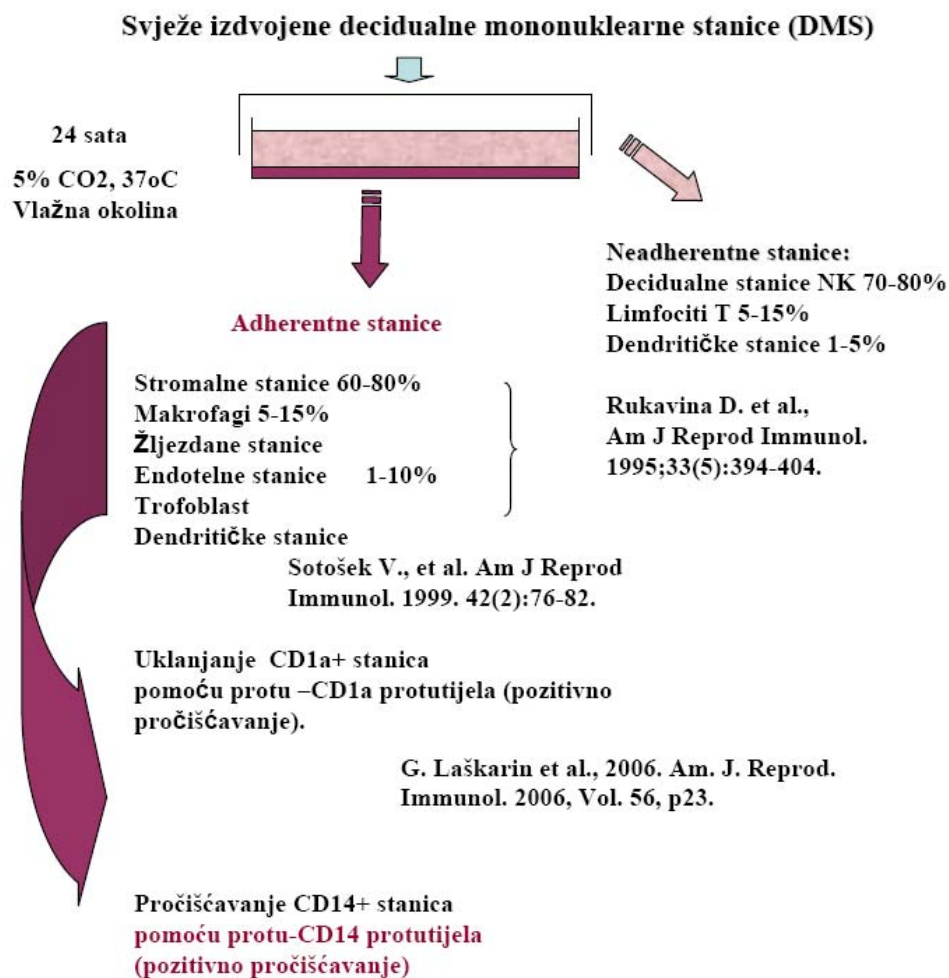 Svježe izdvojene decidualne mononuklearne stanice (DMS)
24 sata
5% CO2, 37oC
Vlažna okolina
Neadherentne stanice:
Decidualne stanice NK 70-80%
Limfociti T 5-15%
Dendritičke stanice 1-5%
Rukavina D. et al.,
Am J Reprod Immunol.
1995;33(5):394-404.
Adherentne stanice
Stromalne stanice 60-80%
Makrofagi 5-15%
Žljezdane stanice
Endotelne stanice 1-10%
Trofoblast
Dendritičke stanice
Sotošek V., et al. Am J Reprod
Immunol. 1999. 42(2):76-82.
Uklanjanje CD1a+ stanica
pomoću protu –CD1a protutijela (pozitivno
pročišćavanje).
G. Laškarin et al., 2006. Am. J. Reprod.
Immunol. 2006, Vol. 56, p23.
Pročišćavanje CD14+ stanica
pomoću protu-CD14 protutijela
(pozitivno pročišćavanje)